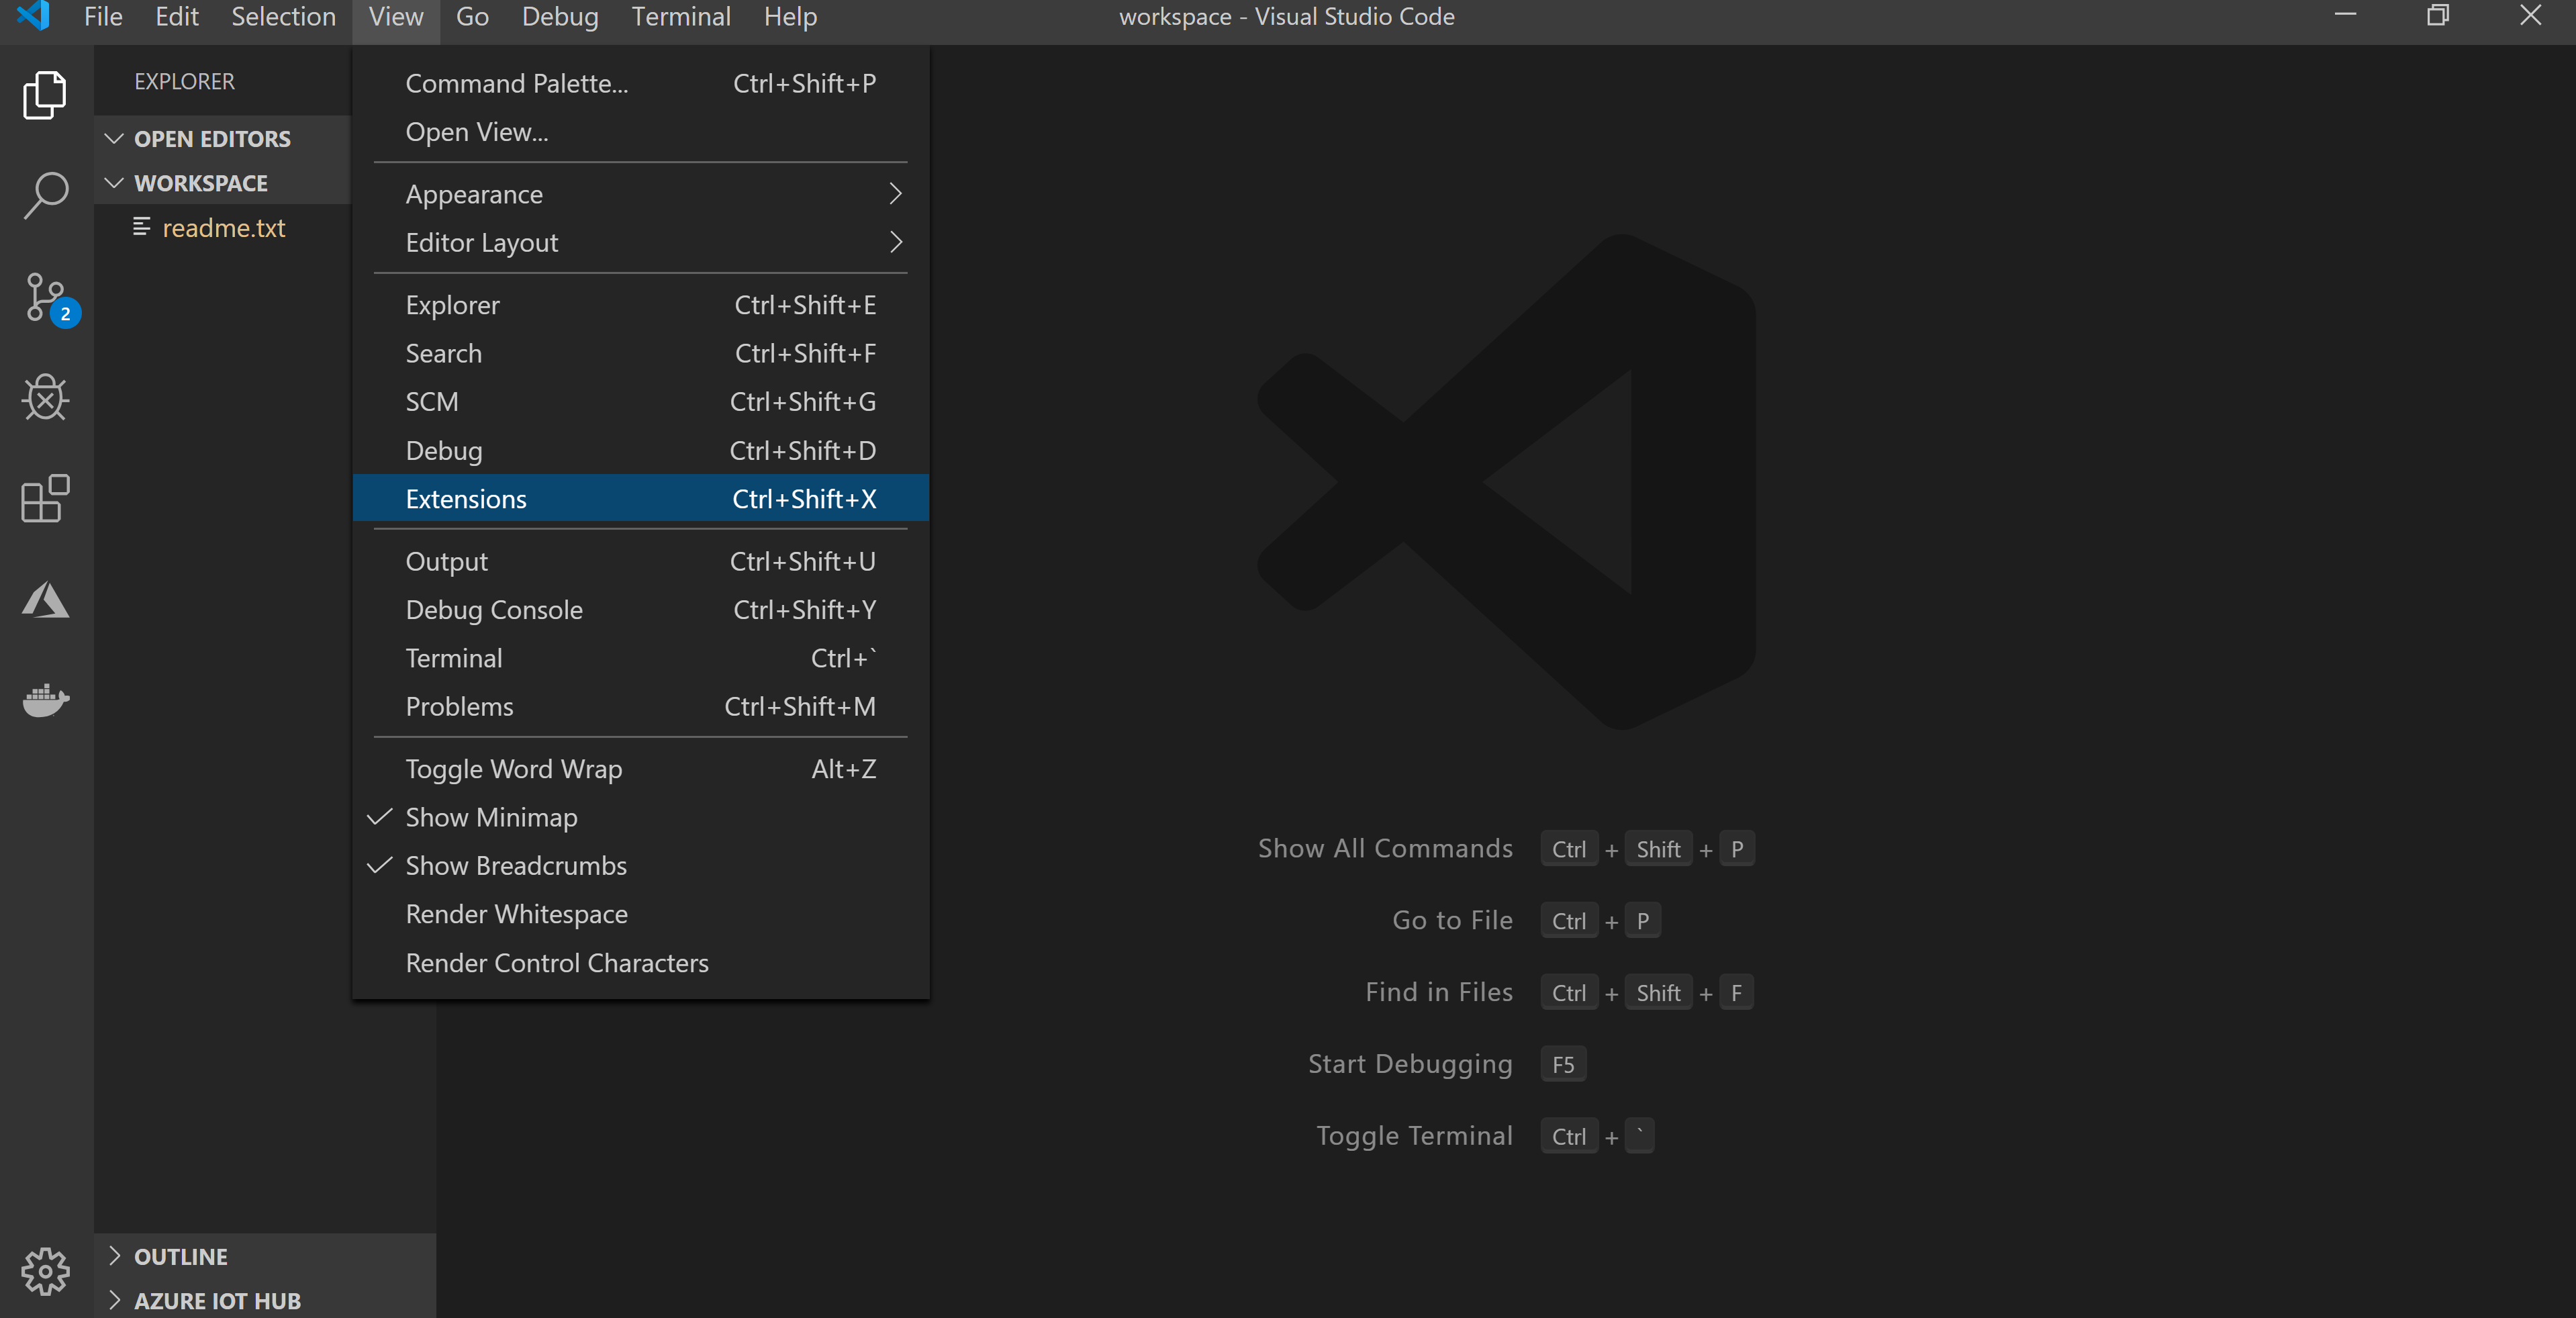 File Edit Selection View Go Debug Terminal Help workspace - Visual Studio Code
EXPLORER
OPEN EDITORS
WORKSPACE
readme.txt
2
OUTLINE
AZURE IOT HUB
Command Palette... Ctrl+Shift+P
Open View...
Appearance
Editor Layout
Explorer Ctrl+Shift+E
Search Ctrl+Shift+F
SCM Ctrl+Shift+G
Debug Ctrl+Shift+D
Extensions Ctrl+Shift+X
Output Ctrl+Shift+U
Debug Console Ctrl+Shift+Y
Terminal Ctrl+`
Problems Ctrl+Shift+M
Toggle Word Wrap Alt+Z
Show Minimap
Show Breadcrumbs
Render Whitespace
Render Control Characters
Show All Commands Ctrl + Shift + P
Go to File Ctrl + P
Find in Files Ctrl + Shift + F
Start Debugging F5
Toggle Terminal Ctrl + `